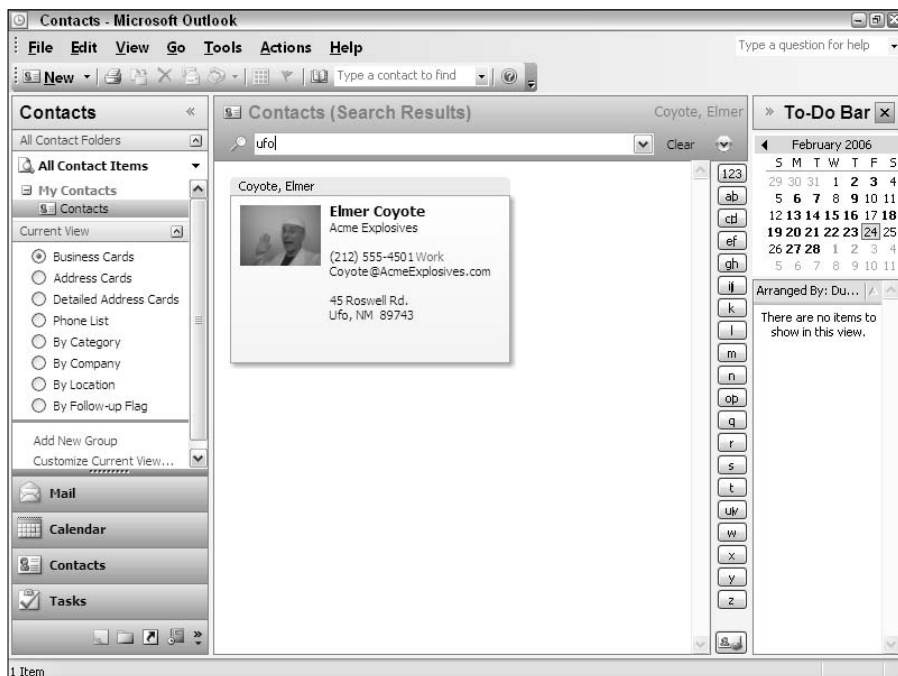 Contacts - Microsoft Outlook
File Edit View Go Tools Actions Help
Type a question for help
New
Type a contact to find
Contacts
All Contact Folders
All Contact Items
My Contacts
Contacts
Current View
Business Cards
Address Cards
Detailed Address Cards
Phone List
By Category
By Company
By Location
By Follow-up Flag
Add New Group
Customize Current View...
Mail
Calendar
Contacts
Tasks
1 Item
Contacts (Search Results)
Coyote, Elmer
ufo
Clear
Coyote, Elmer
Elmer Coyote
Acme Explosives
(212) 555-4501 Work
Coyote@AcmeExplosives.com
45 Roswell Rd.
Ufo, NM 89743
123
ab
cd
ef
gh
ij
k
l
m
n
op
q
r
s
t
uv
w
x
y
z
To-Do Bar
February 2006
S M T W T F S
29 30 31 1 2 3 4
5 6 7 8 9 10 11
12 13 14 15 16 17 18
19 20 21 22 23 24 25
26 27 28 1 2 3 4
5 6 7 8 9 10 11
Arranged By: Du...
There are no items to
show in this view.